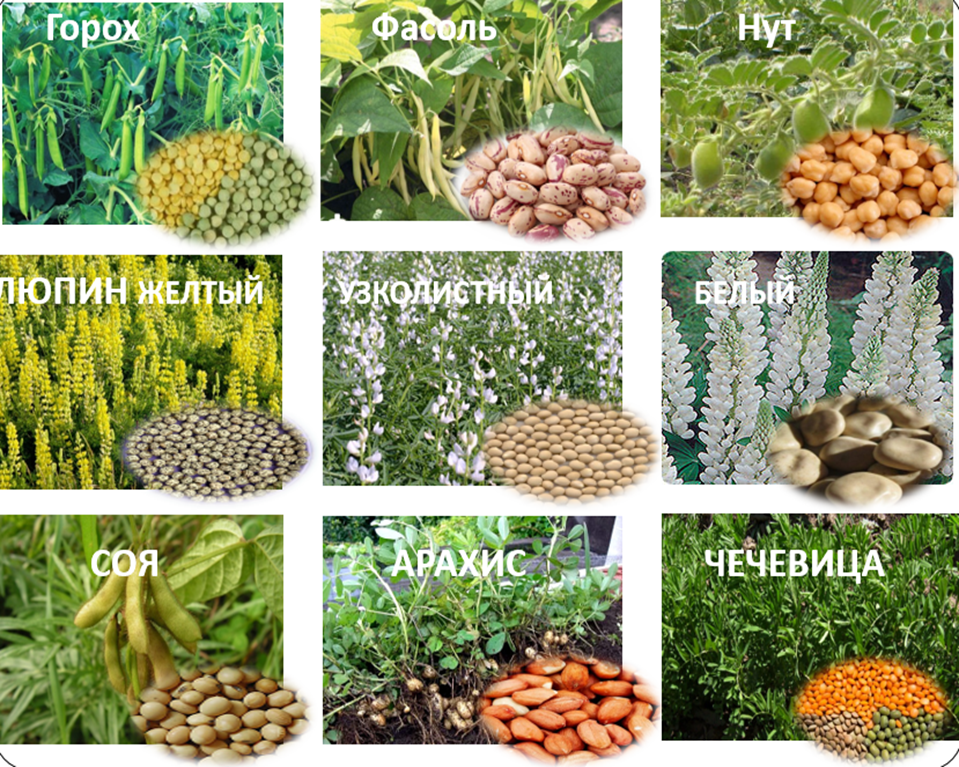 Горох
Фасоль
Нут
ЛЮПИН ЖЕЛТЫЙ
УЗКОЛИСТНЫЙ
БЕЛЫЙ
СОЯ
АРАХИС
ЧЕЧЕВИЦА